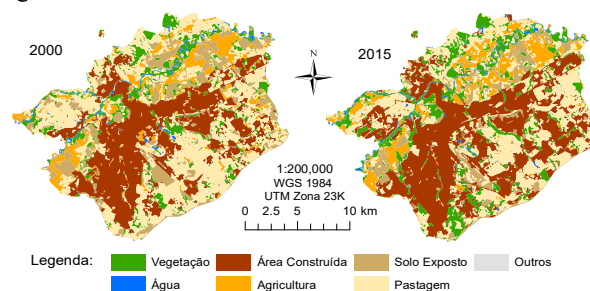 2000
2015
N
1:200,000
WGS 1984
UTM Zona 23K
0 2.5 5 10 km
Legenda: Vegetação Área Construída Solo Exposto Outros
Água Agricultura Pastagem